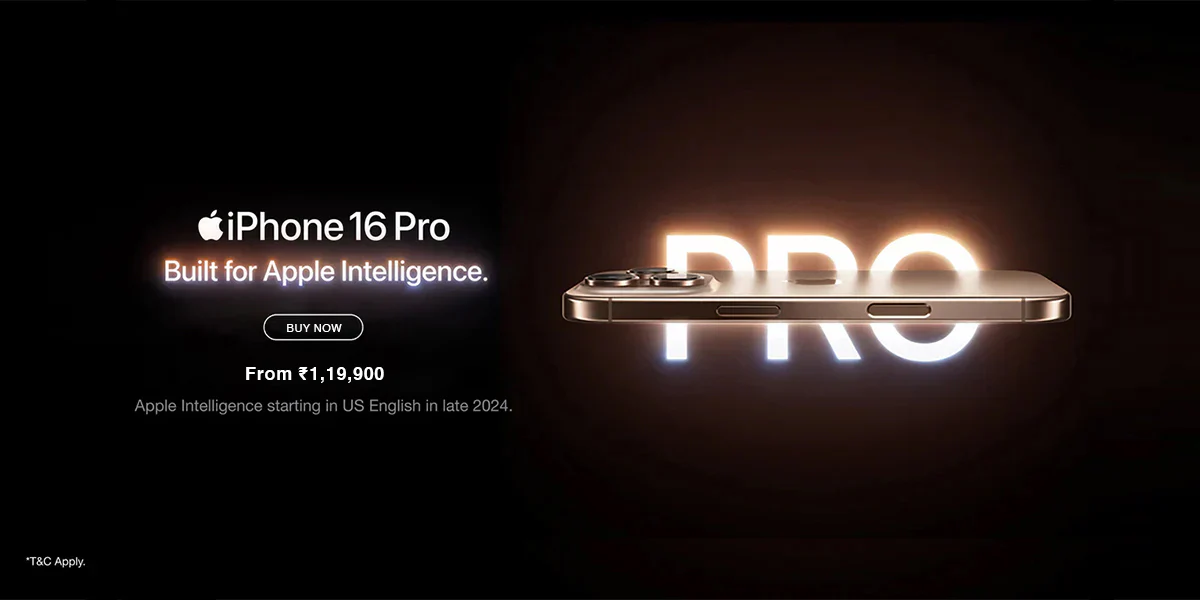 iPhone 16 Pro
Built for Apple Intelligence.
BUY NOW
From ₹1,19,900
Apple Intelligence starting in US English in late 2024.
PRO
*T&C Apply.